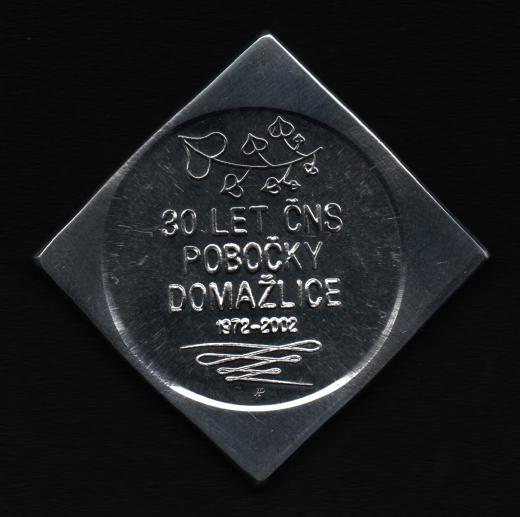 30 LET ČNS
POBOČKY
DOMAŽLICE
1972-2002